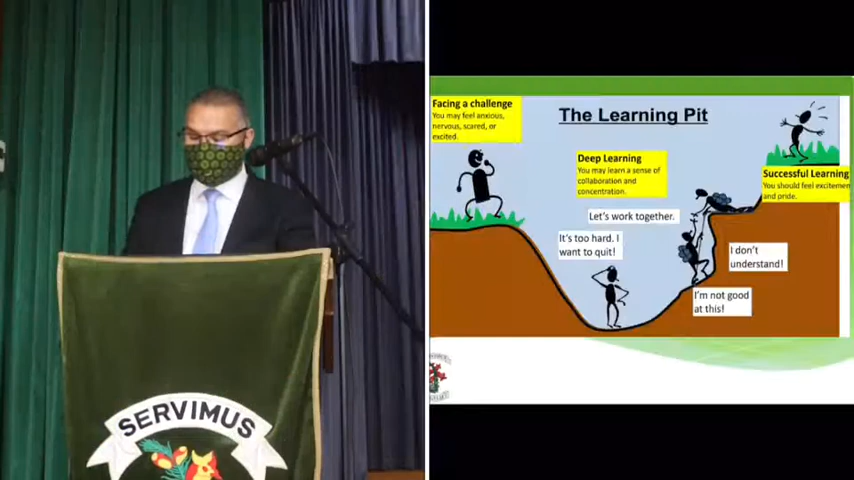 SERVIMUS
The Learning Pit
Facing a challenge
You may feel anxious,
nervous, scared, or
excited.
Deep Learning
You may learn a sense of
collaboration and
concentration.
Let's work together.
It's too hard. I
want to quit!
Successful Learning
You should feel excitemen
and pride.
I don't
understand!
I'm not good
at this!